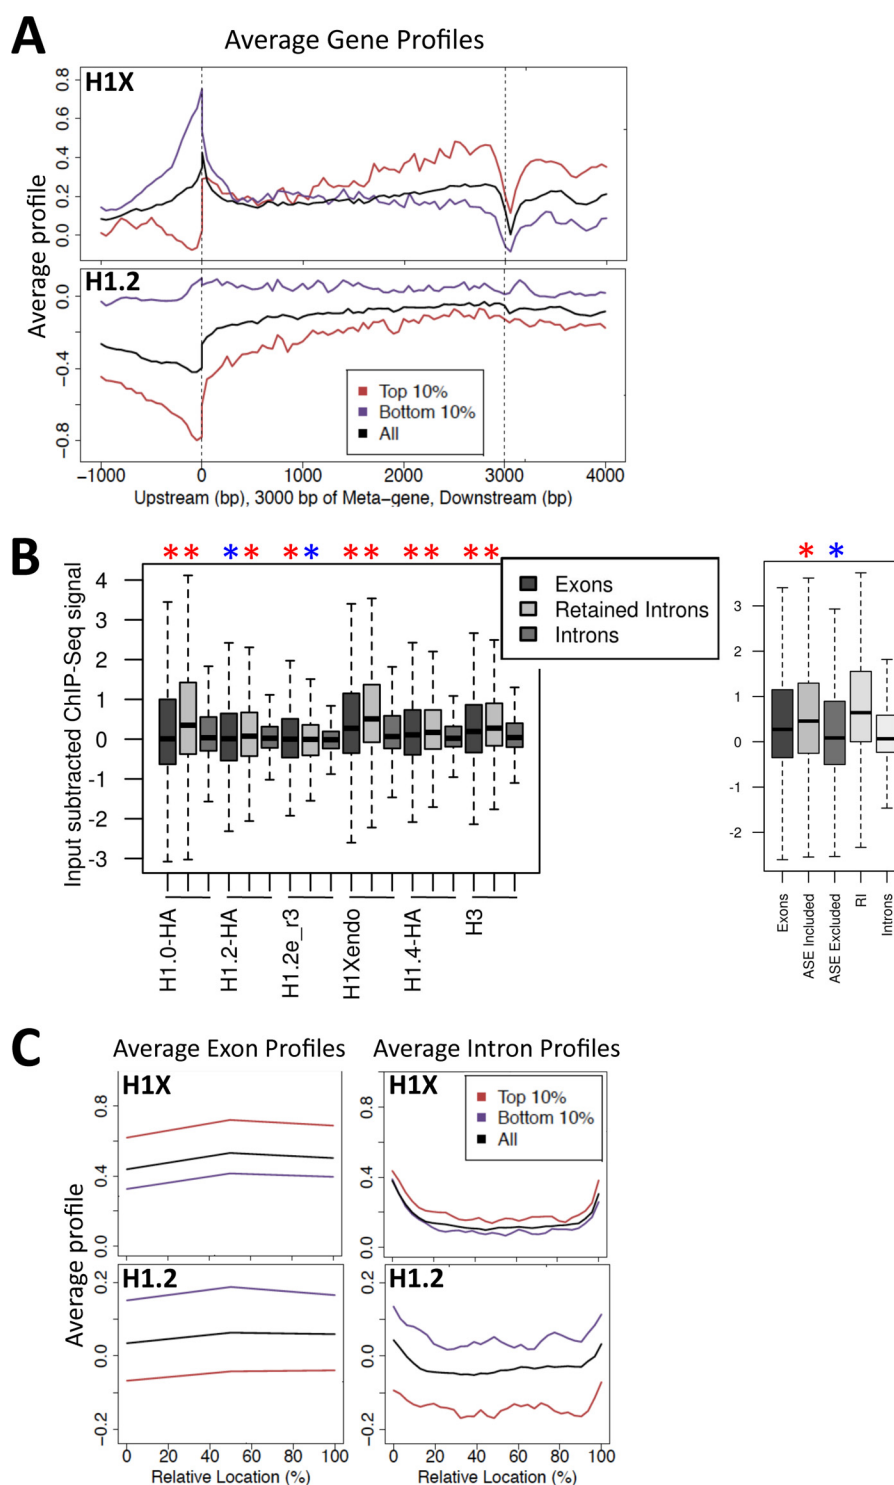 A
Average Gene Profiles
H1X
0.8
0.6
0.4
0.2
0.0
Average profile
H1.2
0.0
−0.4
−0.8
Top 10%
Bottom 10%
All
−1000 0 1000 2000 3000 4000
Upstream (bp), 3000 bp of Meta−gene, Downstream (bp)
B
* * * * * * * * * * * *
* *
Input subtracted ChIP-Seq signal
4
3
2
1
0
-1
-2
-3
Exons
Retained Introns
Introns
H1.0-HA
H1.2-HA
H1.2e_r3
H1Xendo
H1.4-HA
H3
3
2
1
0
-1
-2
Exons
ASE Included
ASE Excluded
RI
Introns
C
Average Exon Profiles Average Intron Profiles
H1X
0.8
0.4
0.0
H1X
0.8
0.4
0.0
Top 10%
Bottom 10%
All
Average profile
H1.2
0.2
0.0
−0.2
H1.2
0.2
0.0
−0.2
0 20 40 60 80 100
Relative Location (%)
0 20 40 60 80 100
Relative Location (%)